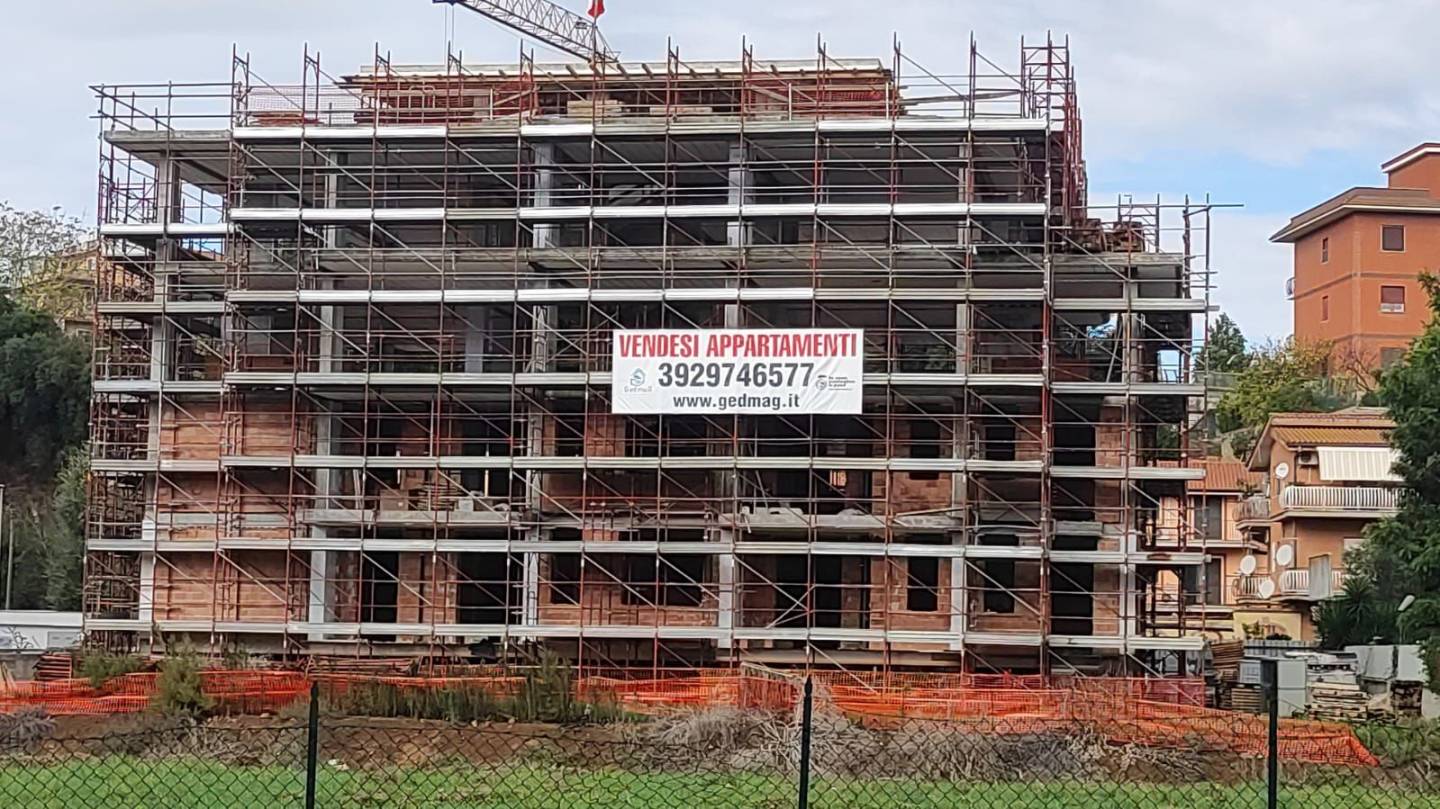 VENDESI APPARTAMENTI
3929746577
www.gedmag.it